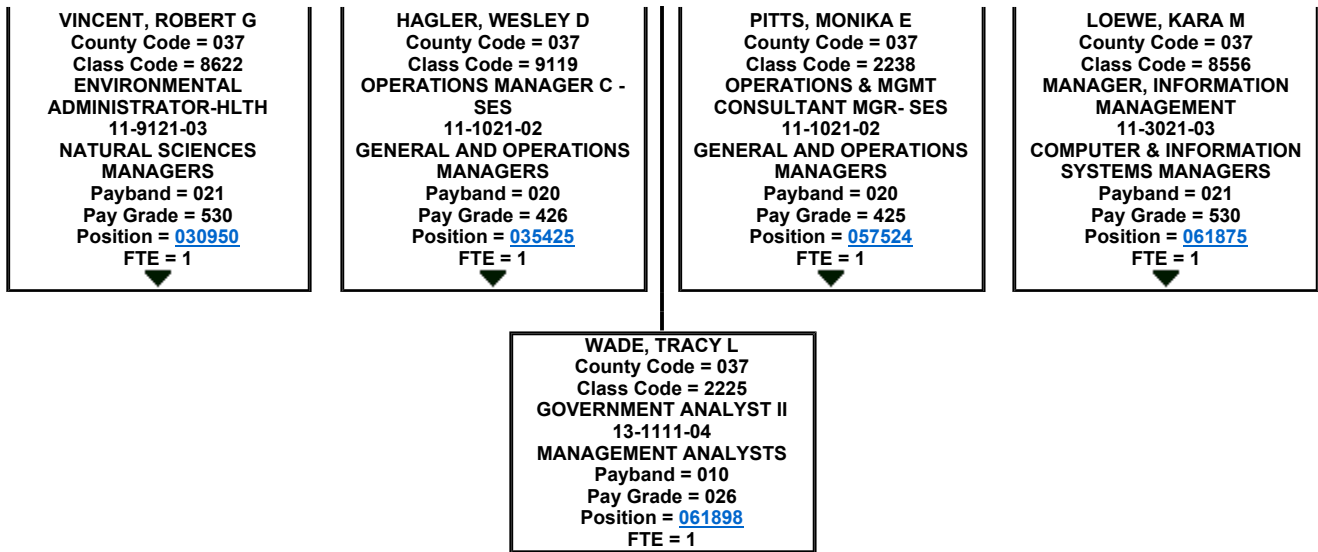 VINCENT, ROBERT G
County Code = 037
Class Code = 8622
ENVIRONMENTAL
ADMINISTRATOR-HLTH
11-9121-03
NATURAL SCIENCES
MANAGERS
Payband = 021
Pay Grade = 530
Position = 030950
FTE = 1
HAGLER, WESLEY D
County Code = 037
Class Code = 9119
OPERATIONS MANAGER C -
SES
11-1021-02
GENERAL AND OPERATIONS
MANAGERS
Payband = 020
Pay Grade = 426
Position = 035425
FTE = 1
PITTS, MONIKA E
County Code = 037
Class Code = 2238
OPERATIONS & MGMT
CONSULTANT MGR- SES
11-1021-02
GENERAL AND OPERATIONS
MANAGERS
Payband = 020
Pay Grade = 425
Position = 057524
FTE = 1
LOEWE, KARA M
County Code = 037
Class Code = 8556
MANAGER, INFORMATION
MANAGEMENT
11-3021-03
COMPUTER & INFORMATION
SYSTEMS MANAGERS
Payband = 021
Pay Grade = 530
Position = 061875
FTE = 1
WADE, TRACY L
County Code = 037
Class Code = 2225
GOVERNMENT ANALYST II
13-1111-04
MANAGEMENT ANALYSTS
Payband = 010
Pay Grade = 026
Position = 061898
FTE = 1